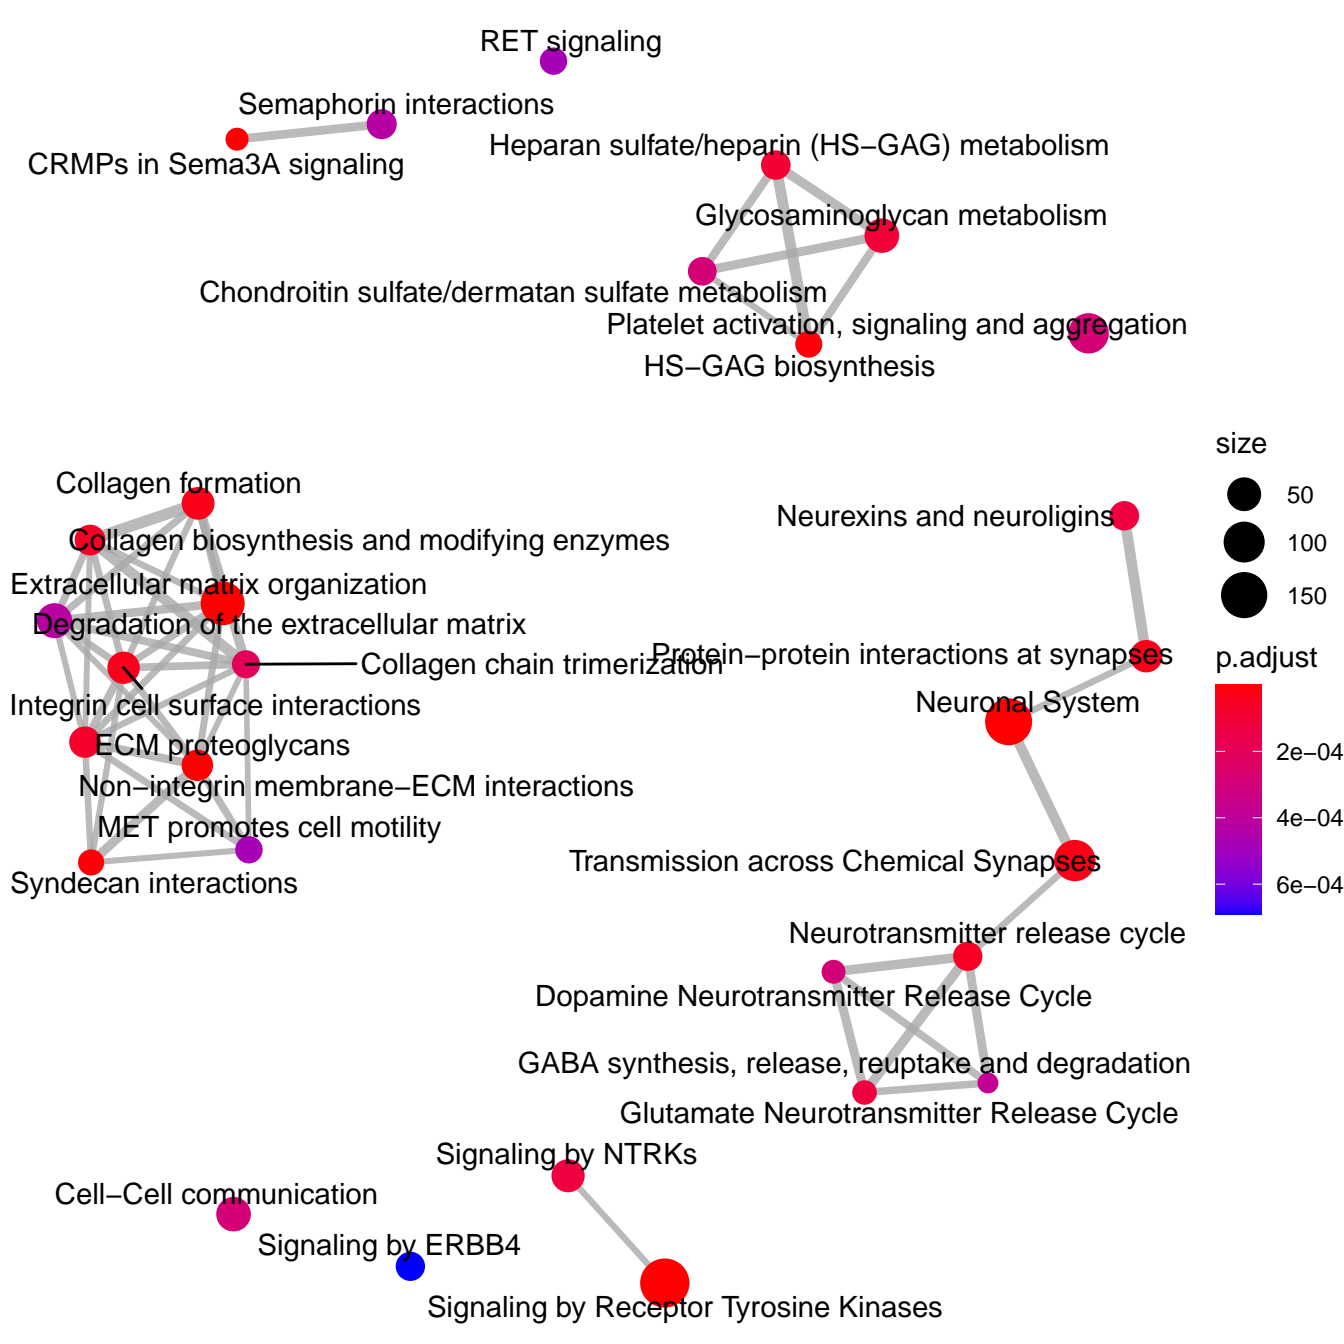 RET signaling
Semaphorin interactions
CRMPs in Sema3A signaling
Heparan sulfate/heparin (HS−GAG) metabolism
Glycosaminoglycan metabolism
Chondroitin sulfate/dermatan sulfate metabolism
Platelet activation, signaling and aggregation
HS−GAG biosynthesis
Collagen formation
Collagen biosynthesis and modifying enzymes
Extracellular matrix organization
Degradation of the extracellular matrix
Collagen chain trimerization
Integrin cell surface interactions
ECM proteoglycans
Non−integrin membrane−ECM interactions
MET promotes cell motility
Syndecan interactions
Neurexins and neuroligins
Protein−protein interactions at synapses
Neuronal System
Transmission across Chemical Synapses
Neurotransmitter release cycle
Dopamine Neurotransmitter Release Cycle
GABA synthesis, release, reuptake and degradation
Glutamate Neurotransmitter Release Cycle
Signaling by NTRKs
Cell−Cell communication
Signaling by ERBB4
Signaling by Receptor Tyrosine Kinases
size
50
100
150
p.adjust
2e−04
4e−04
6e−04